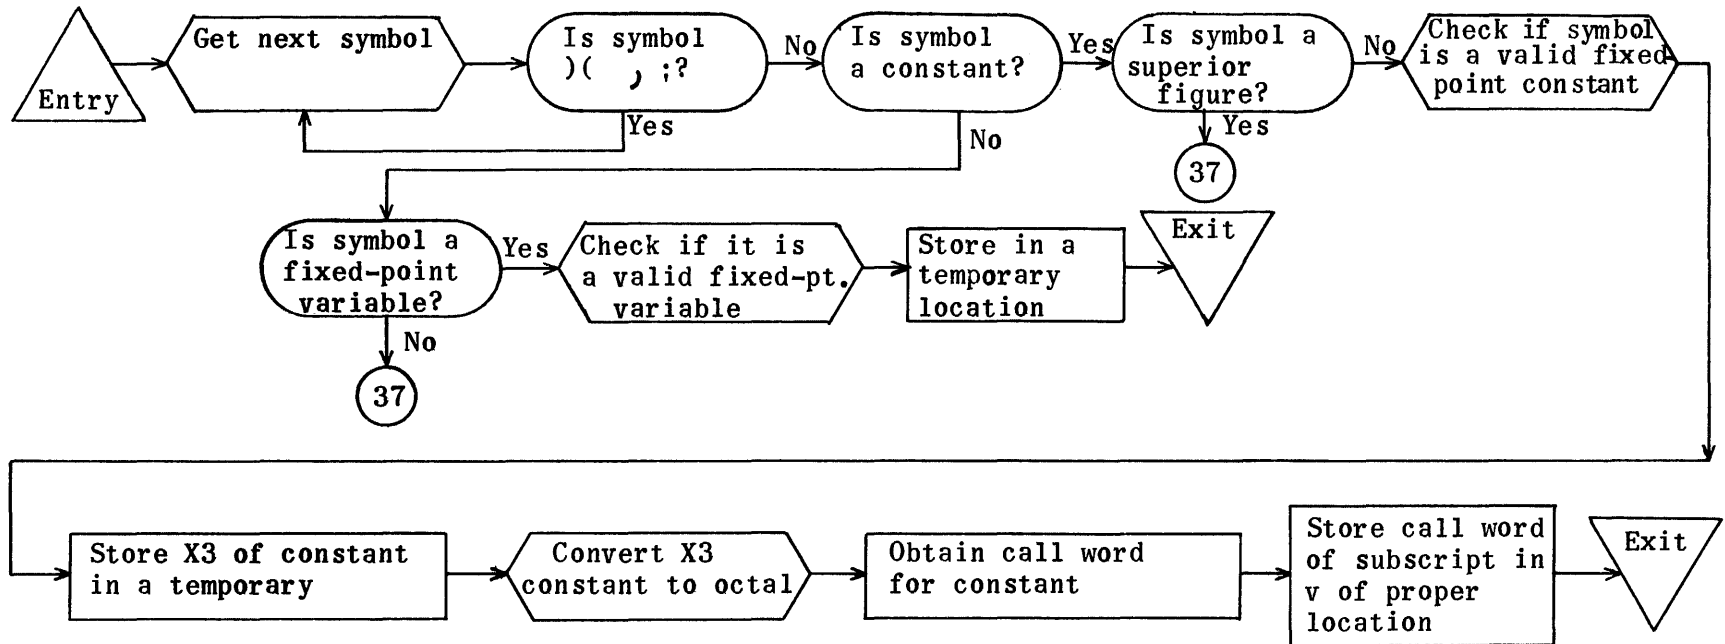 Entry
Get next symbol
Is symbol
)( , ;?
Yes
No
Is symbol
a constant?
No
Yes
Is symbol a
superior
figure?
Yes
37
No
Check if symbol
is a valid fixed
point constant
Is symbol a
fixed-point
variable?
No
37
Yes
Check if it is
a valid fixed-pt.
variable
Store in a
temporary
location
Exit
Store X3 of constant
in a temporary
Convert X3
constant to octal
Obtain call word
for constant
Store call word
of subscript in
v of proper
location
Exit